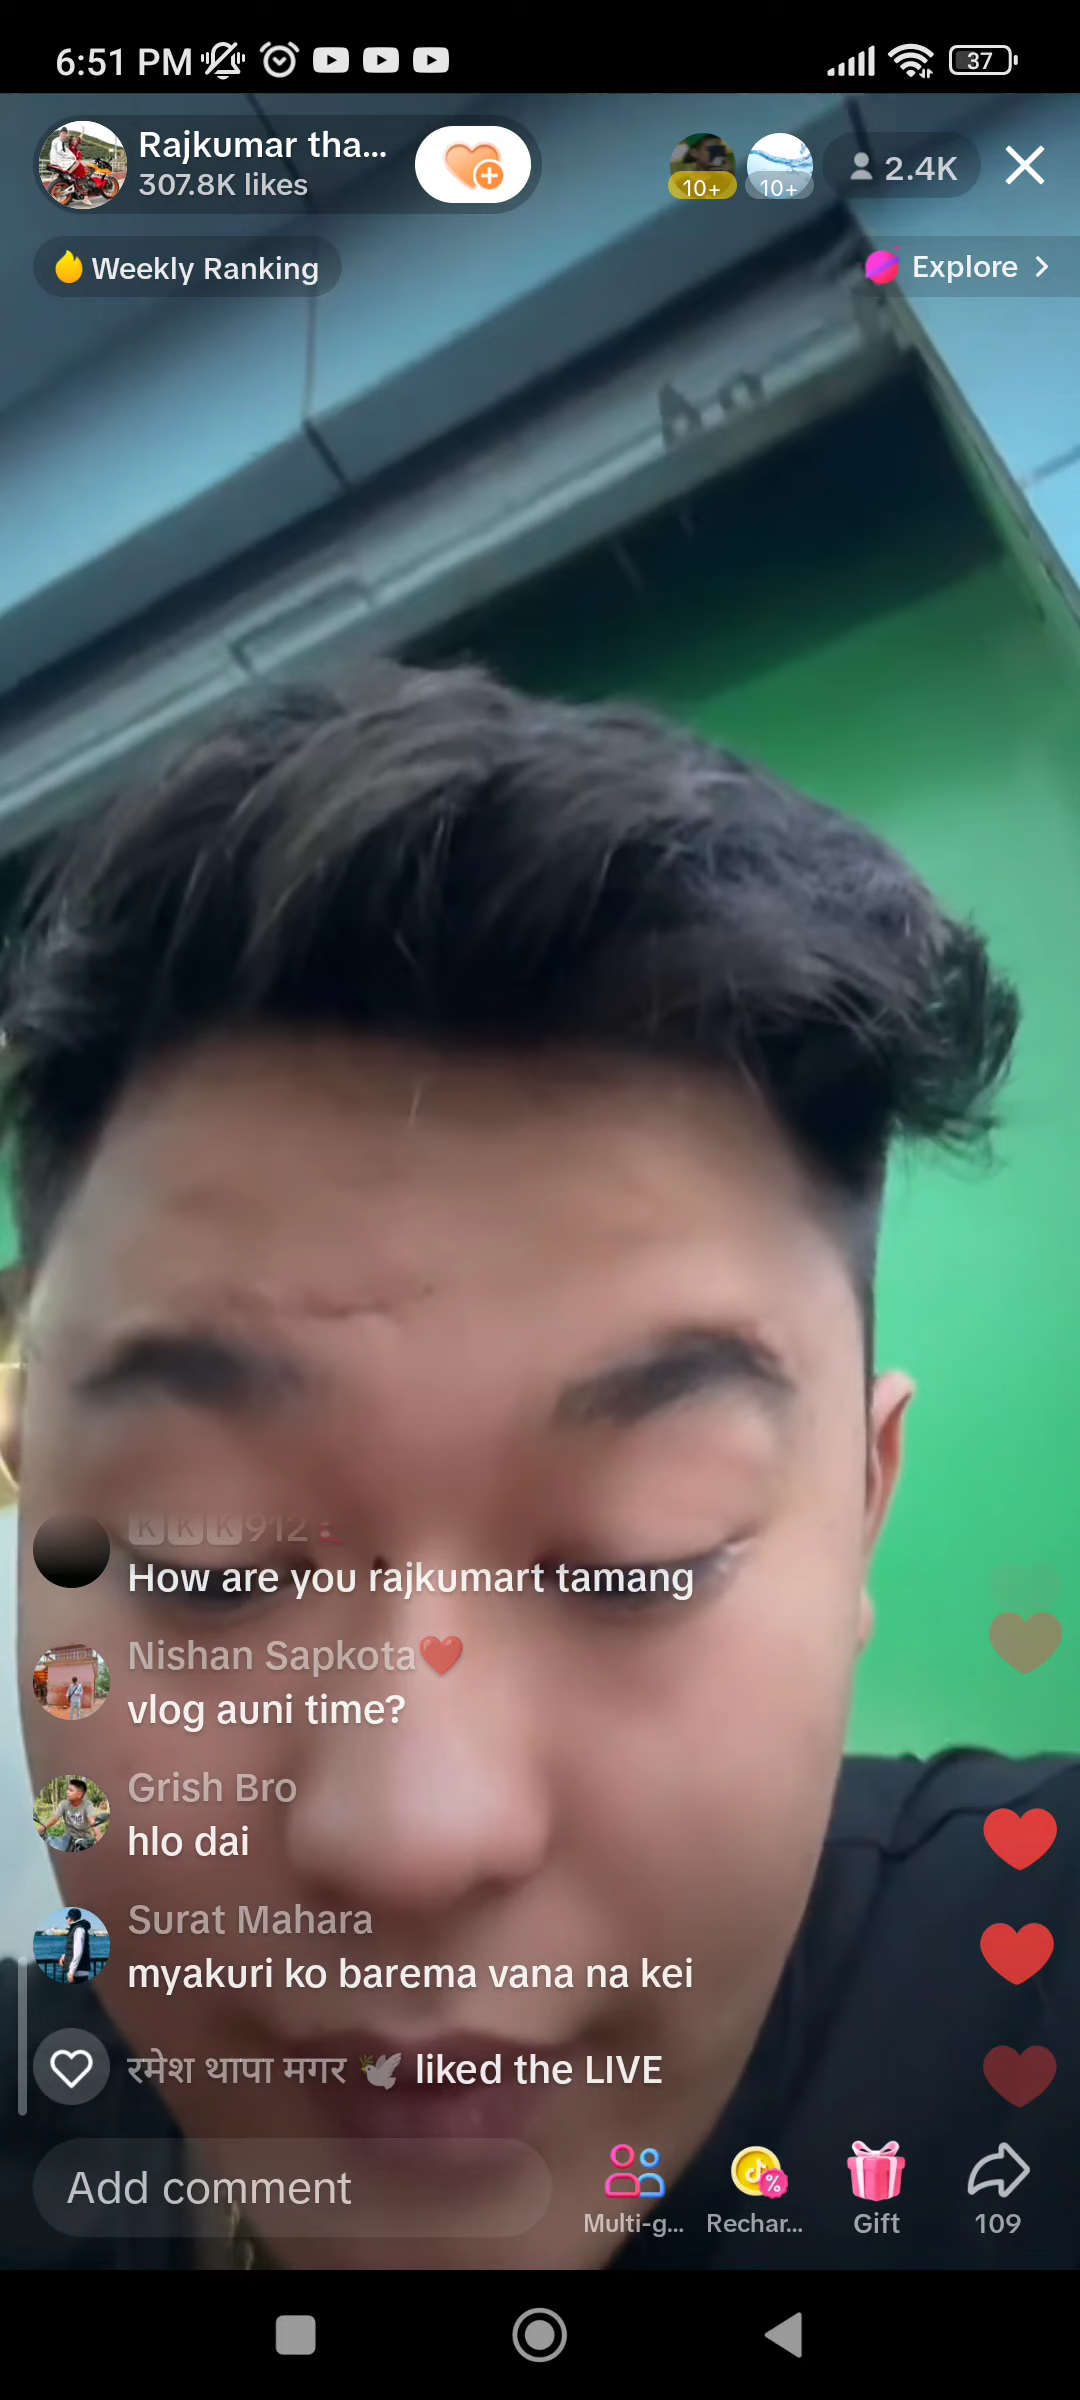 6:51 PM
37
Rajkumar tha...
307.8K likes
10+
10+
2.4K
Weekly Ranking
Explore
🄺🄺🄺912
How are you rajkumart tamang
Nishan Sapkota❤️
vlog auni time?
Grish Bro
hlo dai
Surat Mahara
myakuri ko barema vana na kei
रमेश थापा मगर 🕊️ liked the LIVE
Add comment
Multi-g...
Rechar...
Gift
109